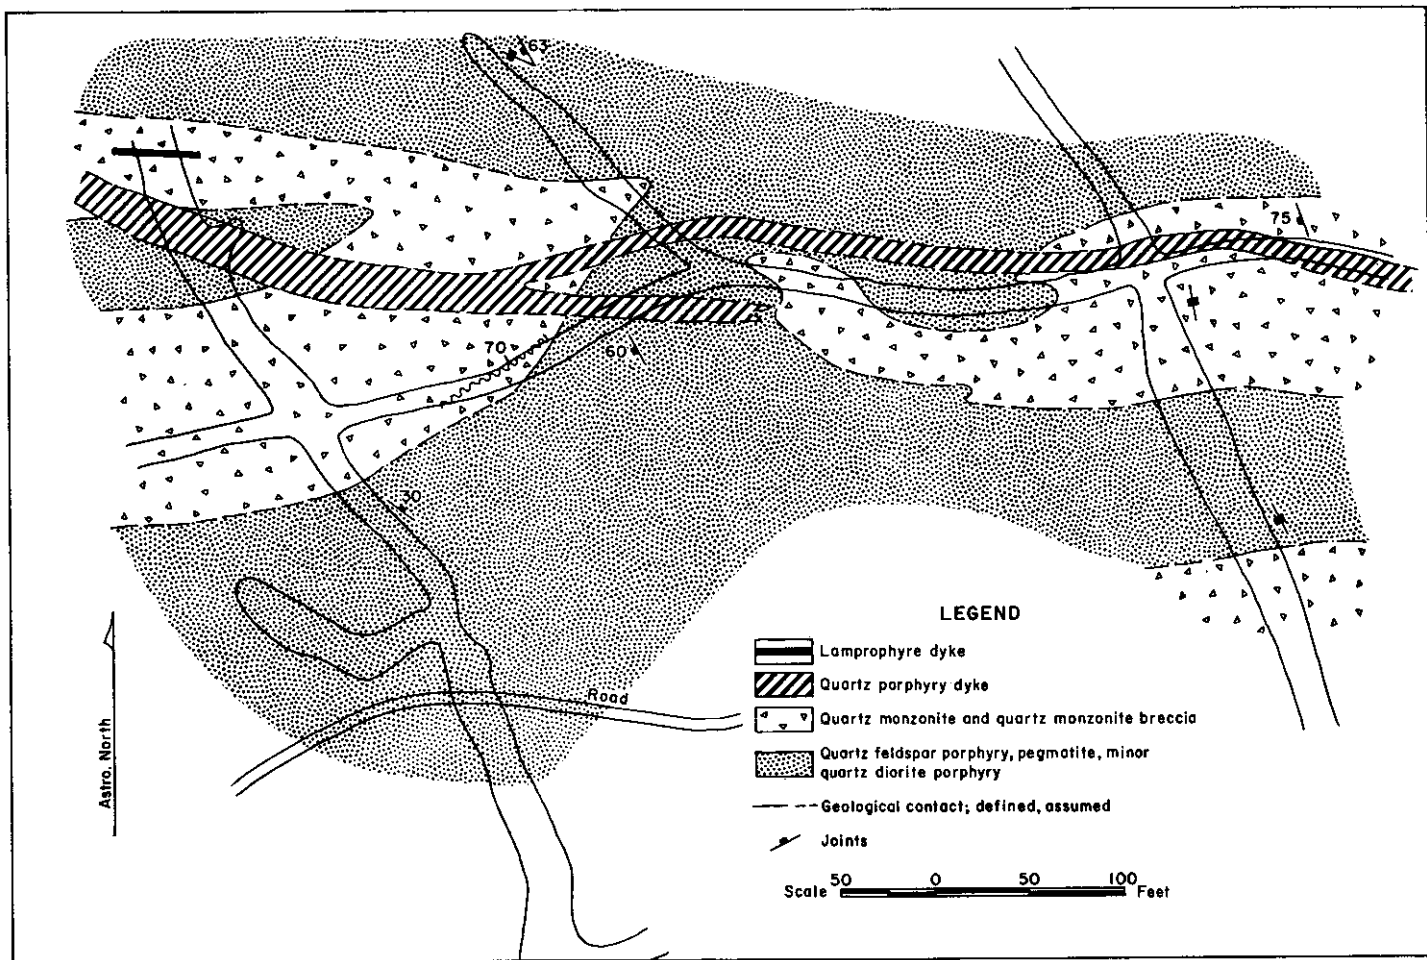 63
75
70
60
30
Road
Astro. North
LEGEND
Lamprophyre dyke
Quartz porphyry dyke
Quartz monzonite and quartz monzonite breccia
Quartz feldspar porphyry, pegmatite, minor
quartz diorite porphyry
Geological contact; defined, assumed
Joints
Scale 50 0 50 100 Feet